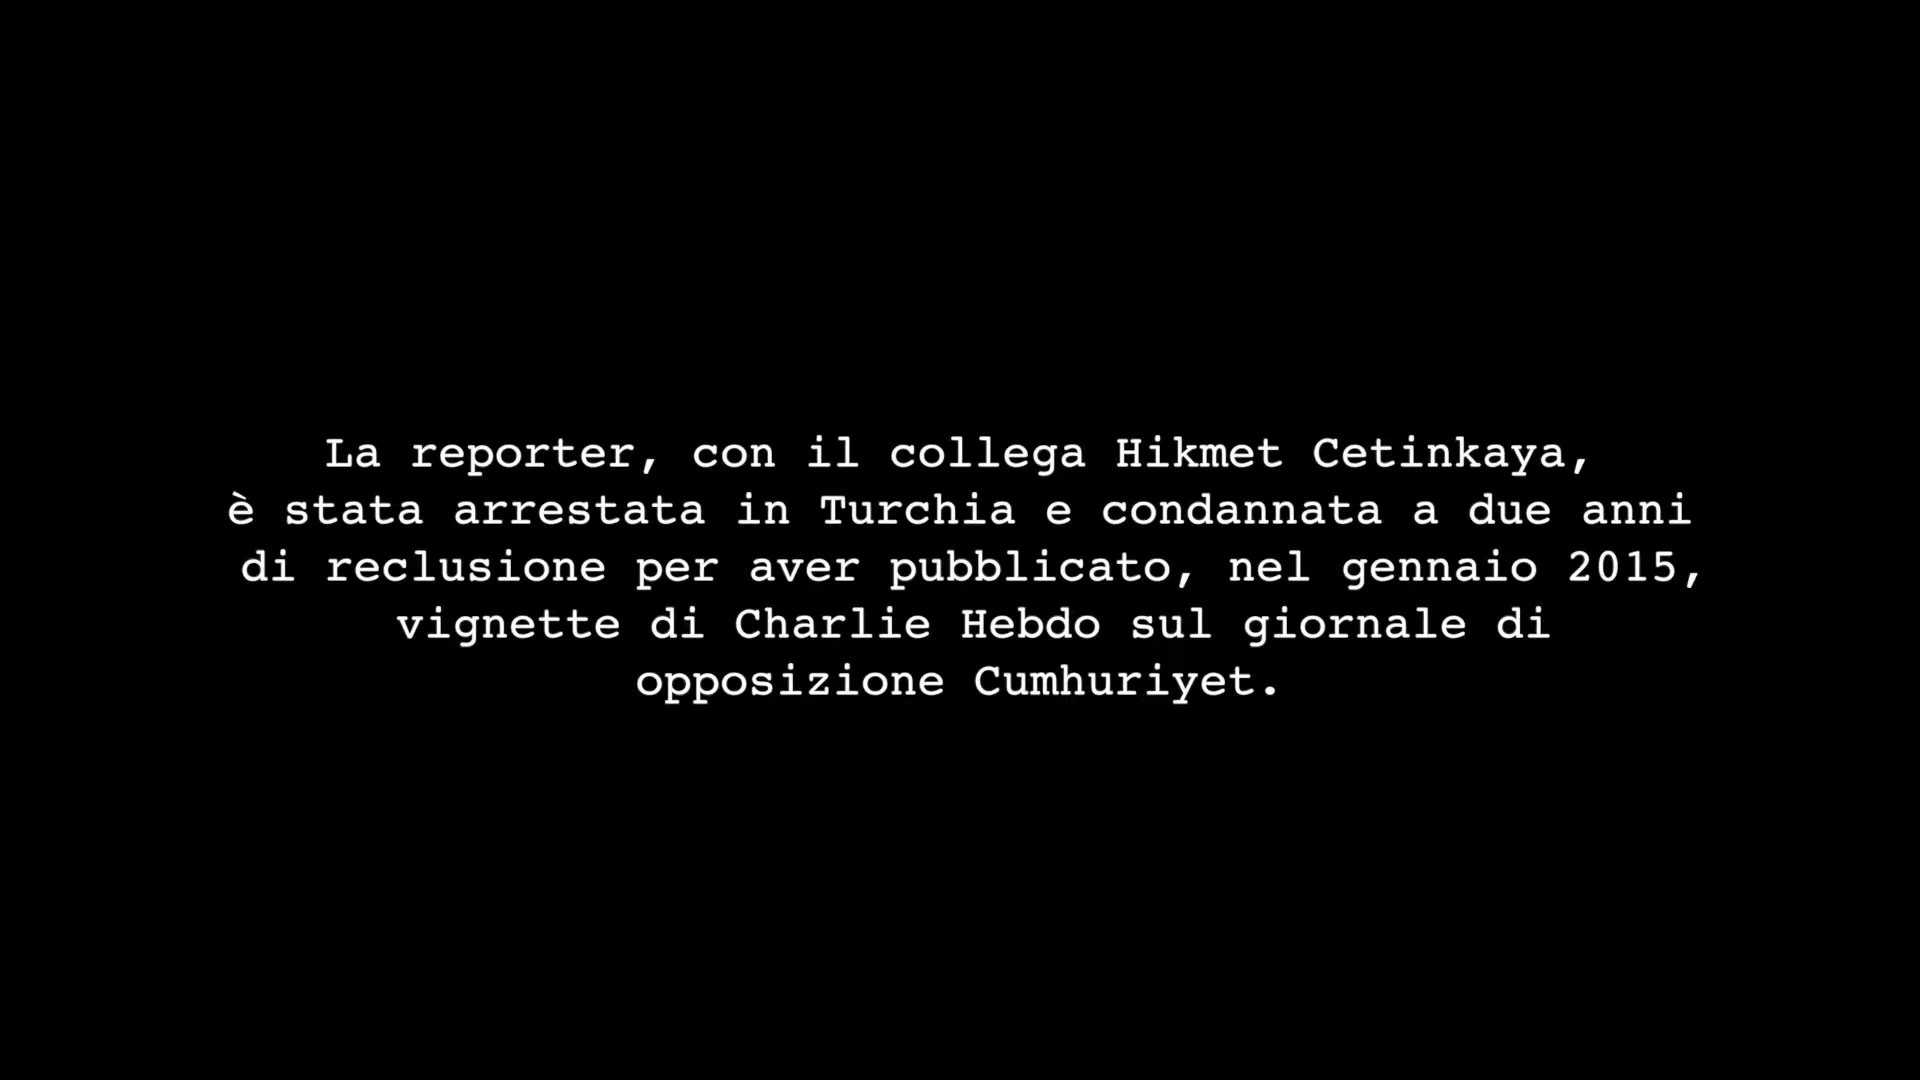 La reporter, con il collega Hikmet Cetinkaya,
è stata arrestata in Turchia e condannata a due anni
di reclusione per aver pubblicato, nel gennaio 2015,
vignette di Charlie Hebdo sul giornale di
opposizione Cumhuriyet.